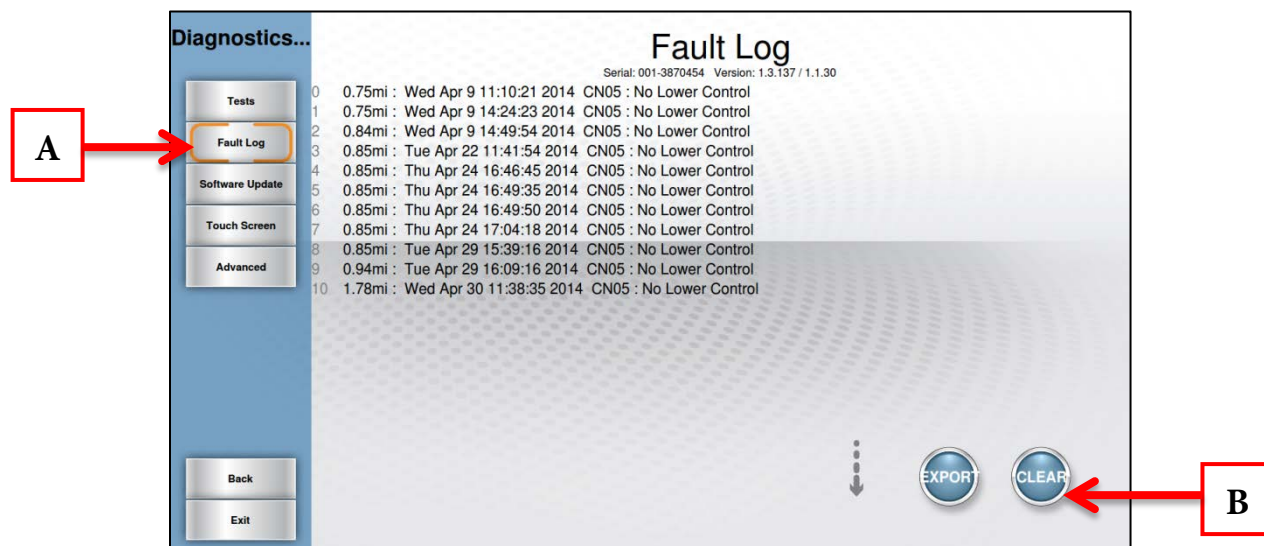 Diagnostics...
Fault Log
Serial: 001-3870454 Version: 1.3.137 / 1.1.30
Tests
Fault Log
Software Update
Touch Screen
Advanced
0 0.75mi : Wed Apr 9 11:10:21 2014 CN05 : No Lower Control
1 0.75mi : Wed Apr 9 14:24:23 2014 CN05 : No Lower Control
2 0.84mi : Wed Apr 9 14:49:54 2014 CN05 : No Lower Control
3 0.85mi : Tue Apr 22 11:41:54 2014 CN05 : No Lower Control
4 0.85mi : Thu Apr 24 16:46:45 2014 CN05 : No Lower Control
5 0.85mi : Thu Apr 24 16:49:35 2014 CN05 : No Lower Control
6 0.85mi : Thu Apr 24 16:49:50 2014 CN05 : No Lower Control
7 0.85mi : Thu Apr 24 17:04:18 2014 CN05 : No Lower Control
8 0.85mi : Tue Apr 29 15:39:16 2014 CN05 : No Lower Control
9 0.94mi : Tue Apr 29 16:09:16 2014 CN05 : No Lower Control
10 1.78mi : Wed Apr 30 11:38:35 2014 CN05 : No Lower Control
A
EXPORT
CLEAR
B
Back
Exit